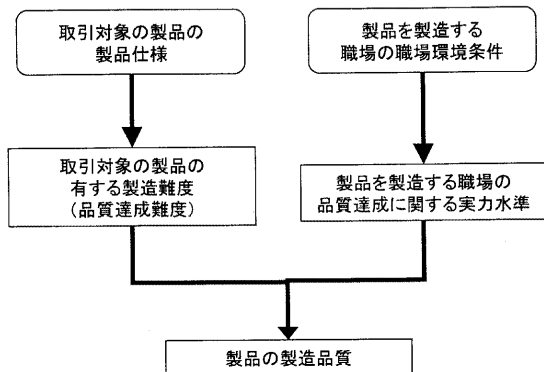 取引対象の製品の
製品仕様
製品を製造する
職場の職場環境条件
取引対象の製品の
有する製造難度
(品質達成難度)
製品を製造する職場の
品質達成に関する実力水準
製品の製造品質